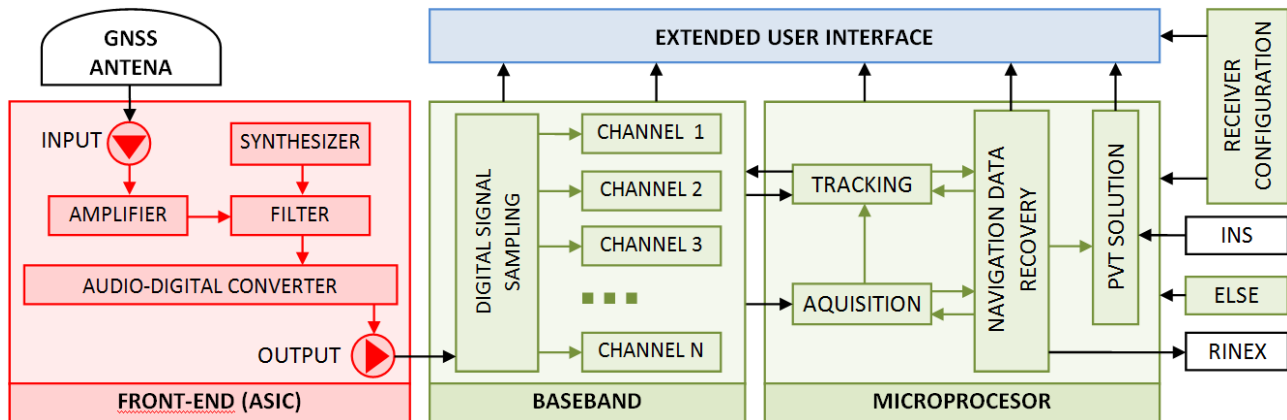 GNSS
ANTENA
EXTENDED USER INTERFACE
RECEIVER
CONFIGURATION
INPUT
SYNTHESIZER
AMPLIFIER
FILTER
AUDIO-DIGITAL CONVERTER
OUTPUT
FRONT-END (ASIC)
DIGITAL SIGNAL
SAMPLING
CHANNEL 1
CHANNEL 2
CHANNEL 3
CHANNEL N
BASEBAND
TRACKING
AQUISITION
NAVIGATION DATA
RECOVERY
PVT SOLUTION
MICROPROCESOR
INS
ELSE
RINEX